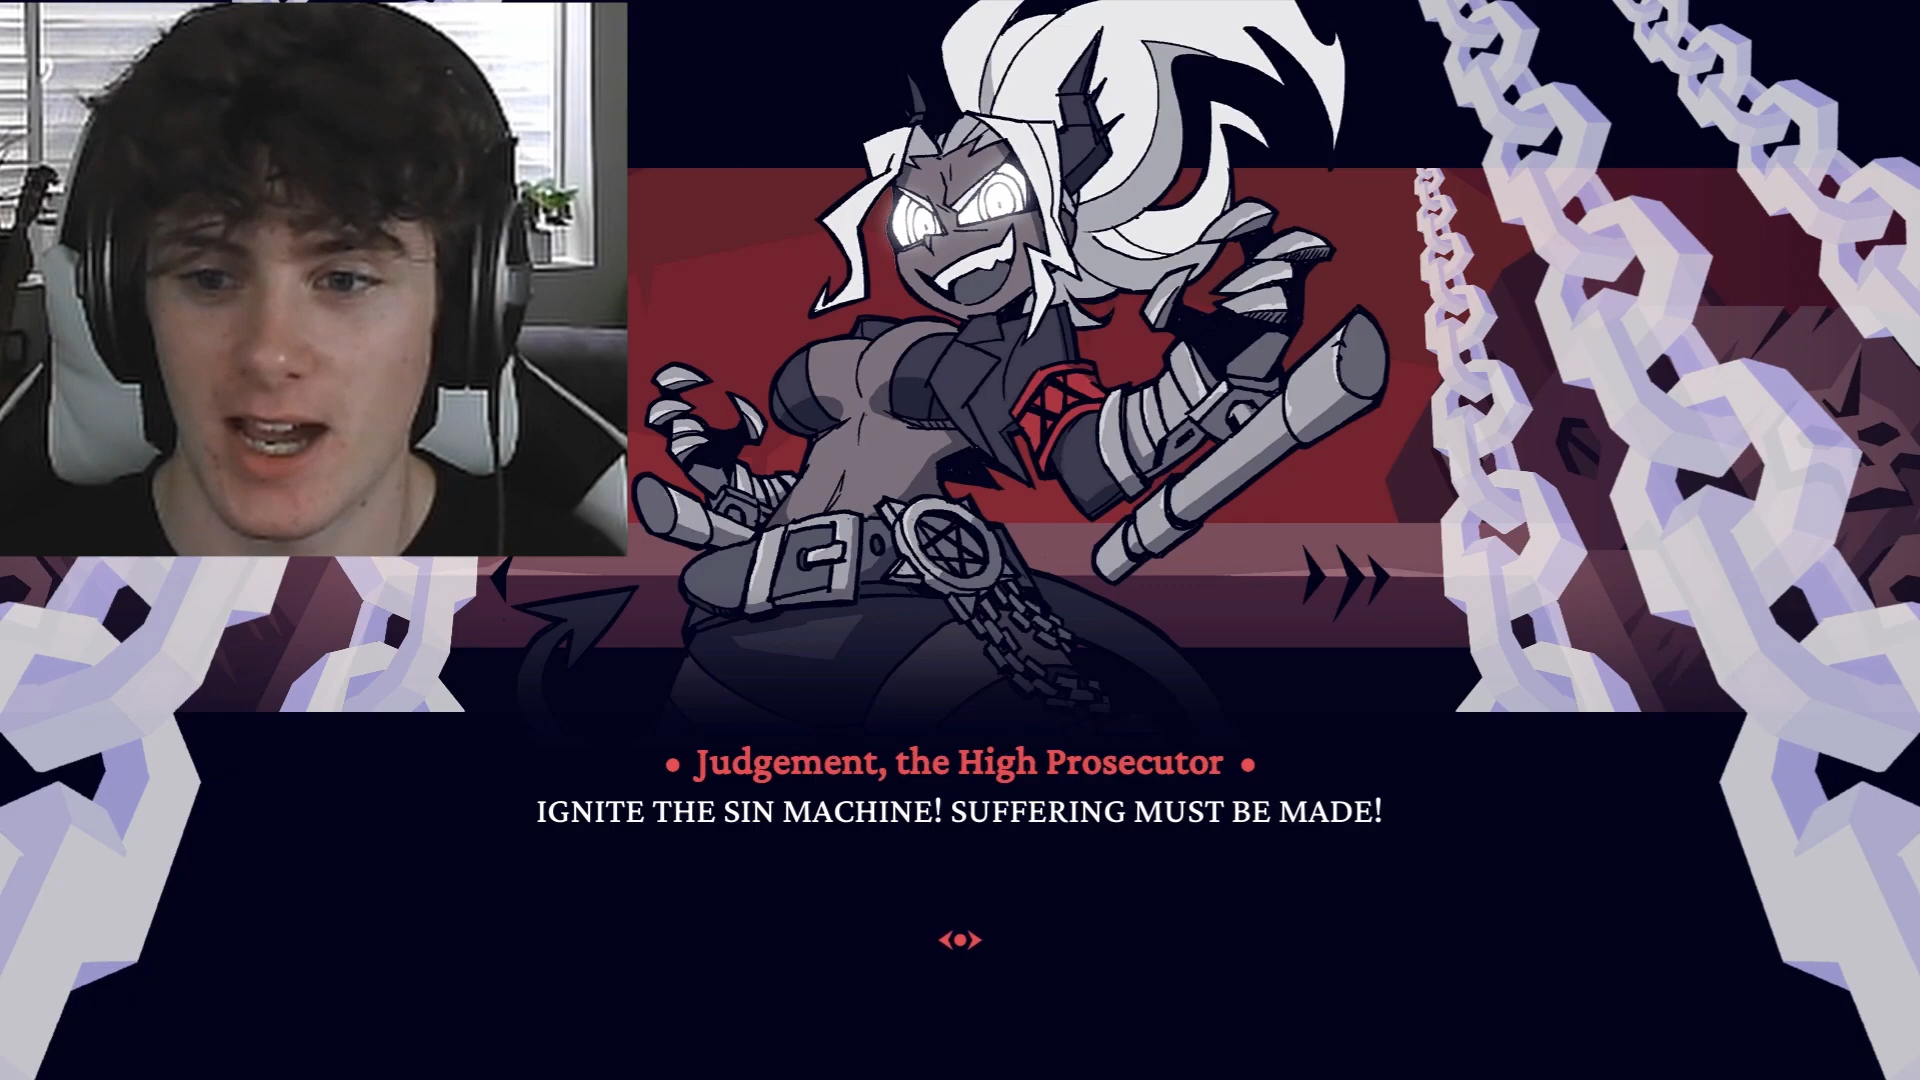 • Judgement, the High Prosecutor •
IGNITE THE SIN MACHINE! SUFFERING MUST BE MADE!